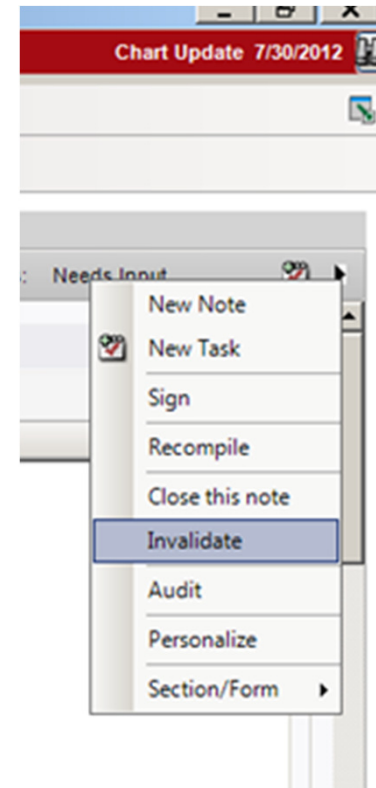 Chart Update 7/30/2012
: Needs Input
New Note
New Task
Sign
Recompile
Close this note
Invalidate
Audit
Personalize
Section/Form